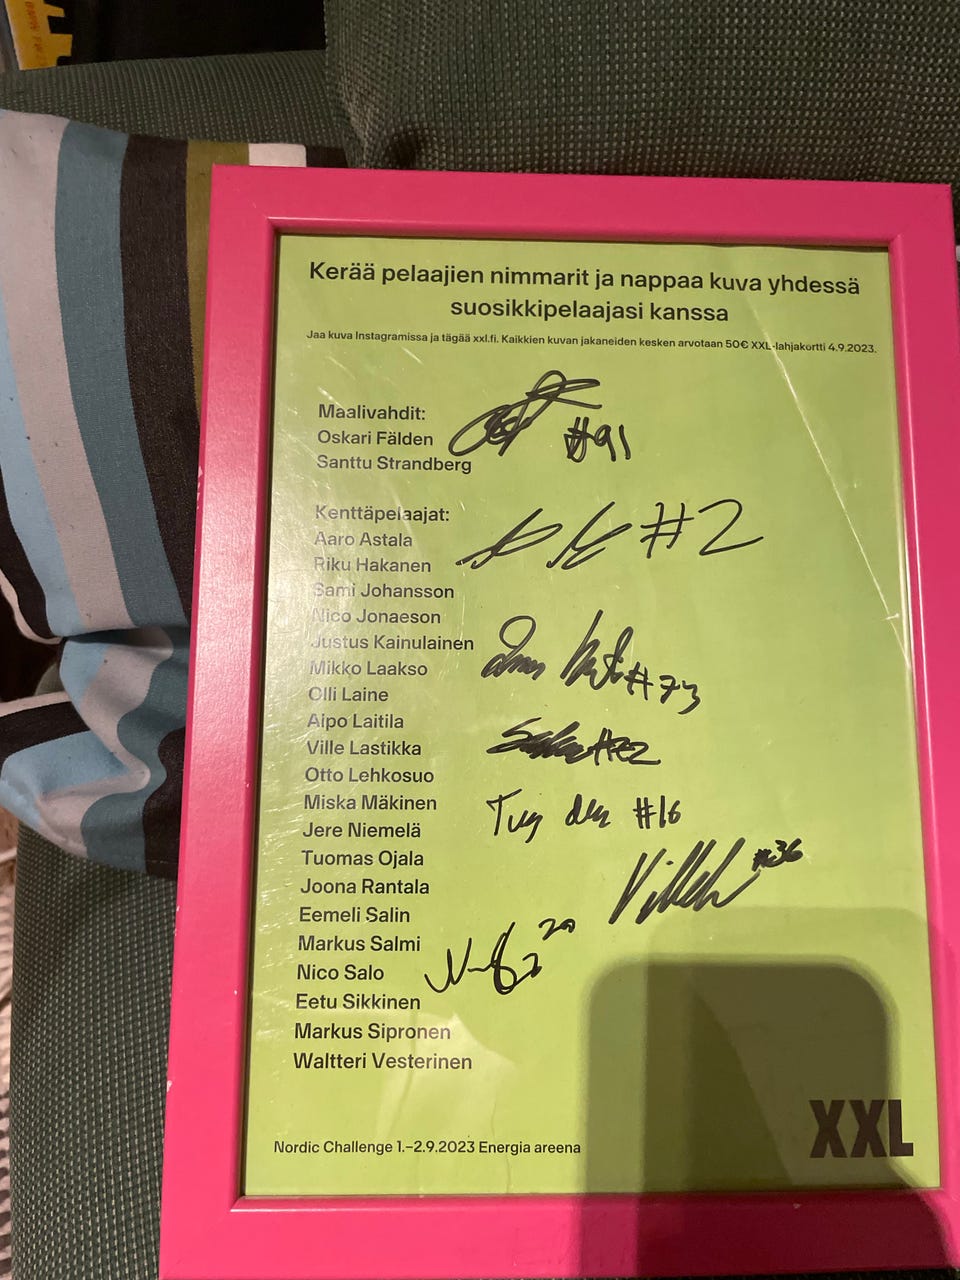 Kerää pelaajien nimmarit ja nappaa kuva yhdessä
suosikkipelaajasi kanssa
Jaa kuva Instagramissa ja tägää xxl.fi. Kaikkien kuvan jakaneiden kesken arvotaan 50€ XXL-lahjakortti 4.9.2023.
Maalivahdit:
Oskari Fälden
#91
Santtu Strandberg
Kenttäpelaajat:
Aaro Astala
#2
Riku Hakanen
Sami Johansson
Nico Jonaeson
Justus Kainulainen
Mikko Laakso
#73
Olli Laine
Aipo Laitila
Ville Lastikka
Otto Lehkosuo
Miska Mäkinen
#16
Jere Niemelä
Tuomas Ojala
#36
Joona Rantala
Eemeli Salin
Markus Salmi
20
Nico Salo
Eetu Sikkinen
Markus Sipronen
Waltteri Vesterinen
XXL
Nordic Challenge 1.–2.9.2023 Energia areena